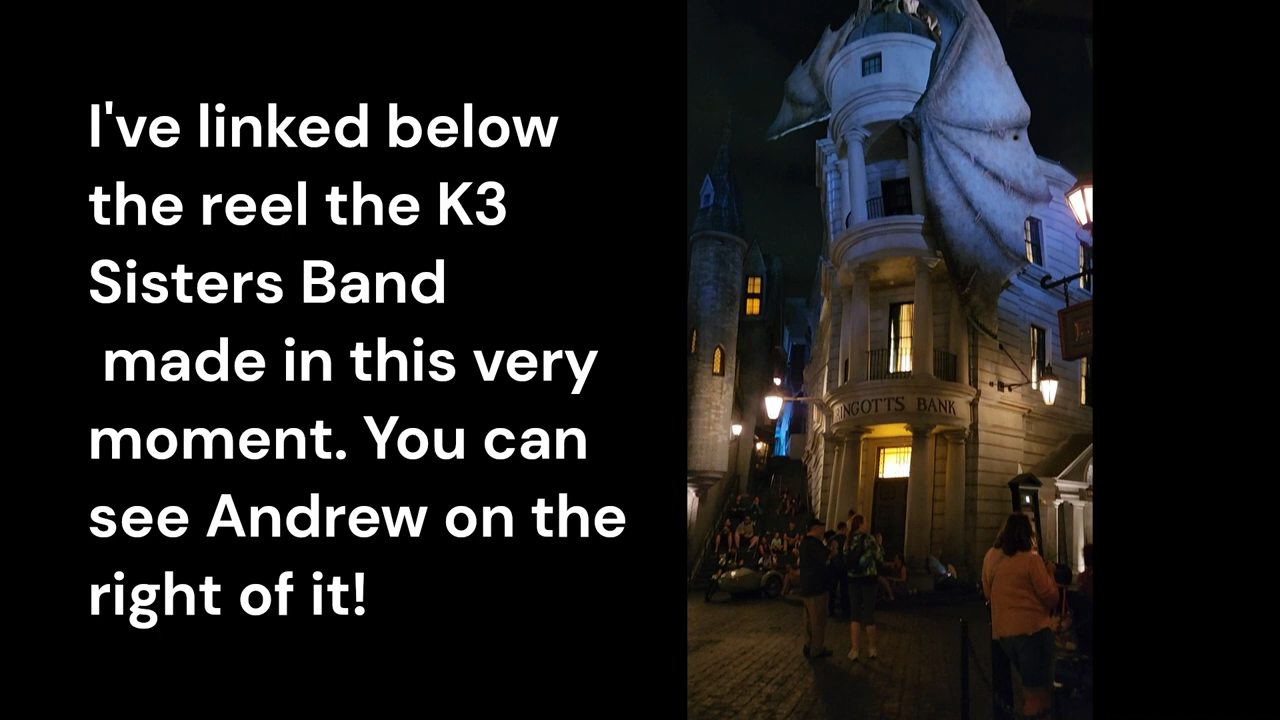 I've linked below
the reel the K3
Sisters Band
made in this very
moment. You can
see Andrew on the
right of it!
INGOTTS BANK